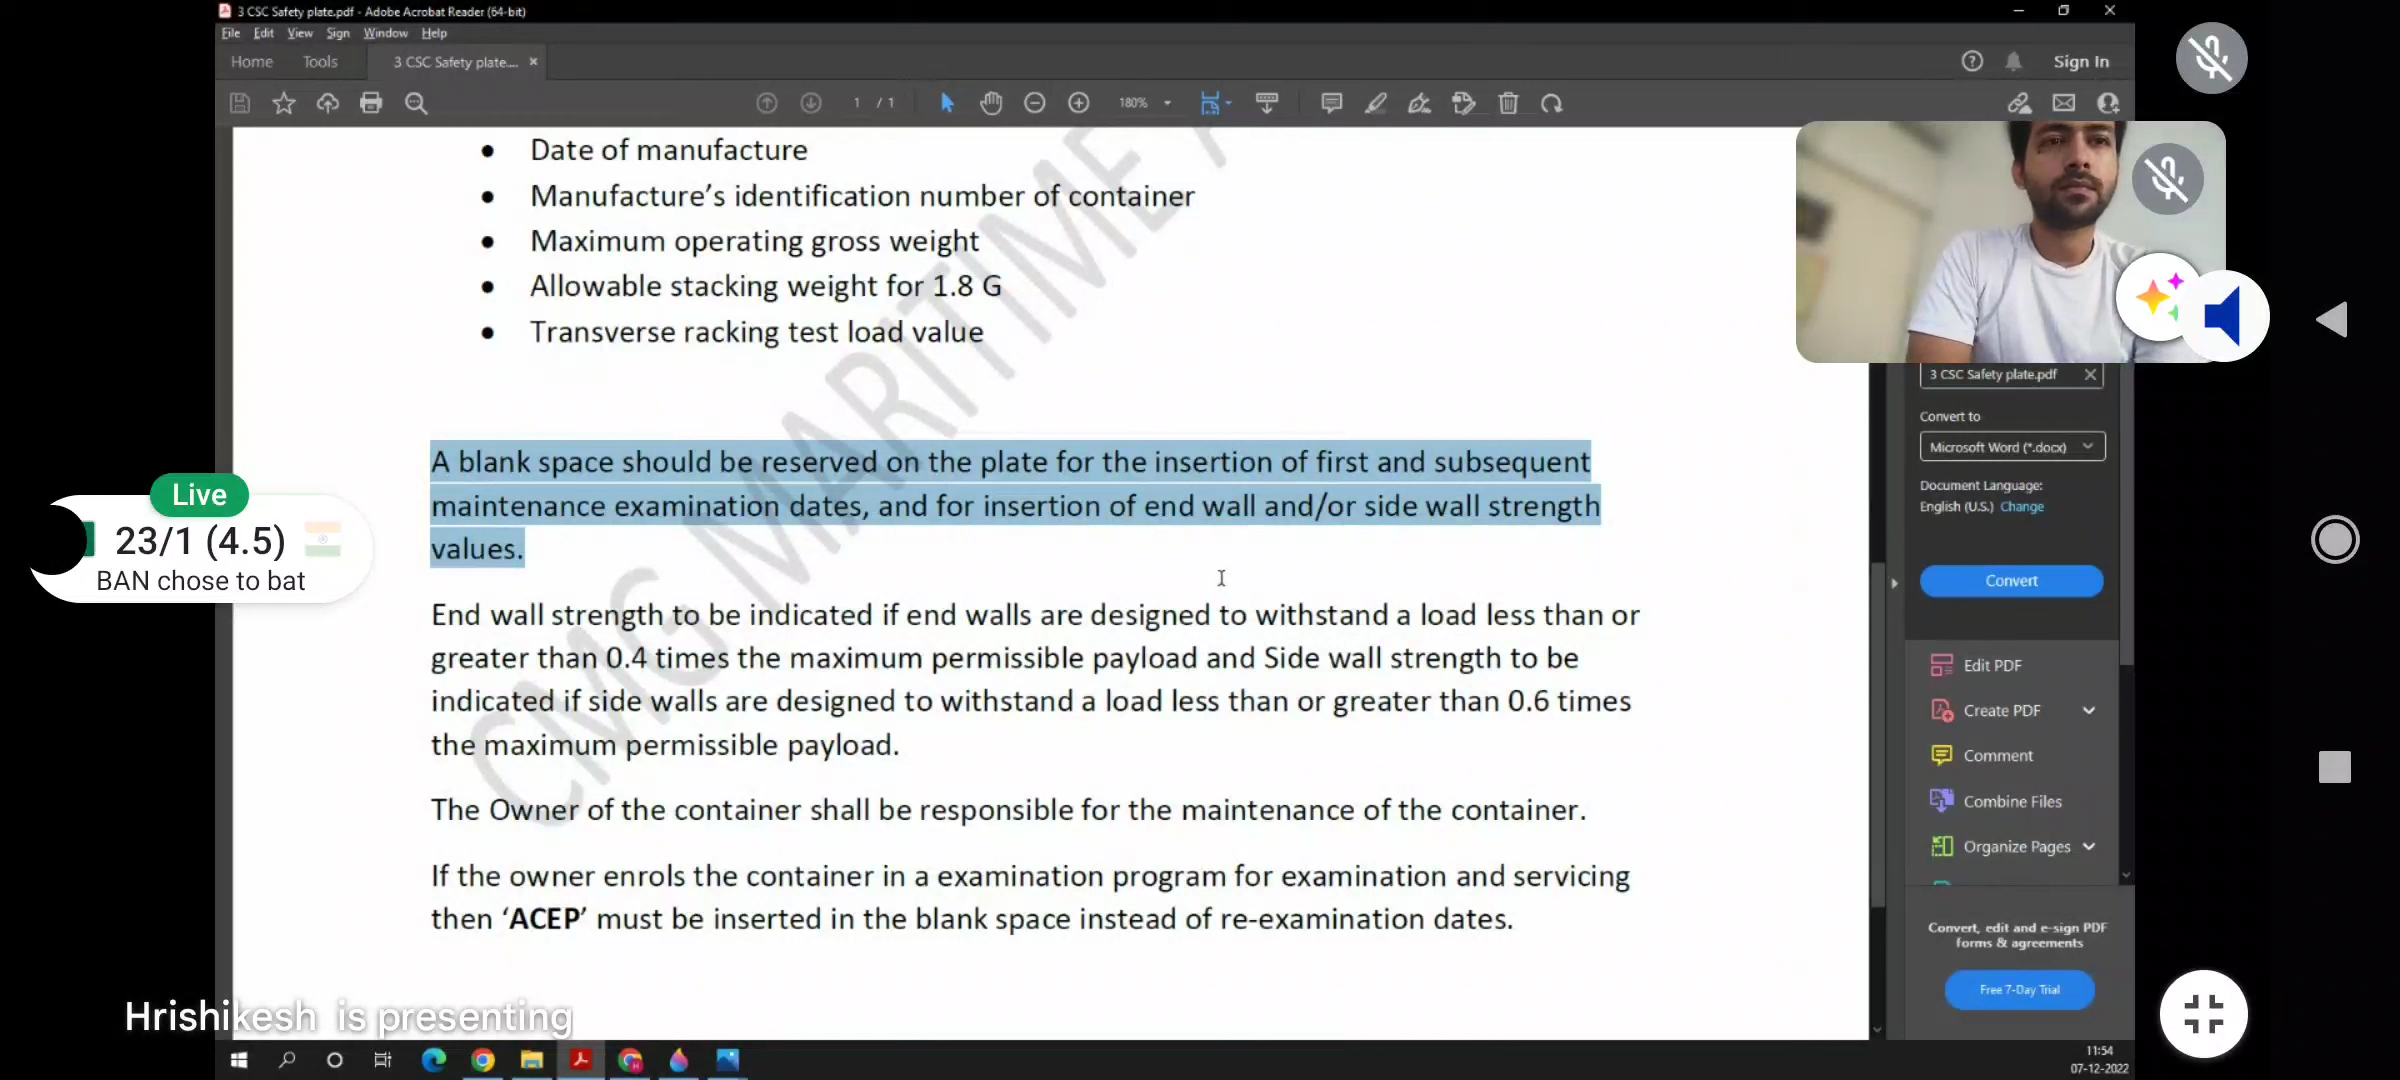 3 CSC Safety plate.pdf - Adobe Acrobat Reader (64-bit)
File Edit View Sign Window Help
Home Tools 3 CSC Safety plate.... × Sign In
1 / 1 180%
Date of manufacture
Manufacture's identification number of container
Maximum operating gross weight
Allowable stacking weight for 1.8 G
Transverse racking test load value
A blank space should be reserved on the plate for the insertion of first and subsequent
maintenance examination dates, and for insertion of end wall and/or side wall strength
values.
End wall strength to be indicated if end walls are designed to withstand a load less than or
greater than 0.4 times the maximum permissible payload and Side wall strength to be
indicated if side walls are designed to withstand a load less than or greater than 0.6 times
the maximum permissible payload.
The Owner of the container shall be responsible for the maintenance of the container.
If the owner enrols the container in a examination program for examination and servicing
then 'ACEP' must be inserted in the blank space instead of re-examination dates.
CMG MARITIME
Live
23/1 (4.5)
BAN chose to bat
3 CSC Safety plate.pdf
Convert to
Microsoft Word (*.docx)
Document Language:
English (U.S.) Change
Convert
Edit PDF
Create PDF
Comment
Combine Files
Organize Pages
Convert, edit and e-sign PDF
forms & agreements
Free 7-Day Trial
Hrishikesh is presenting
11:54
07-12-2022